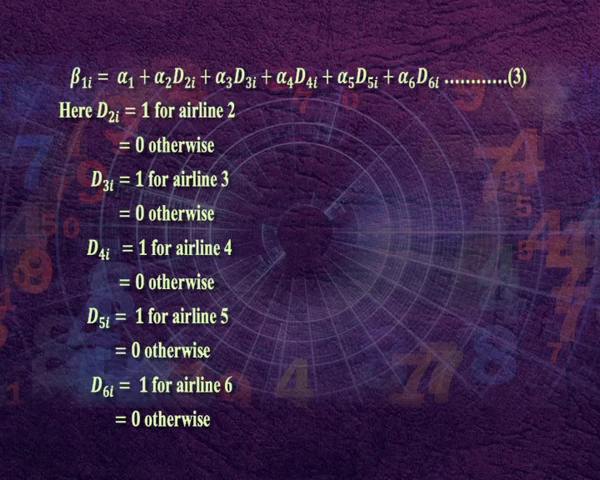 β₁ᵢ = α₁ + α₂D₂ᵢ + α₃D₃ᵢ + α₄D₄ᵢ + α₅D₅ᵢ + α₆D₆ᵢ ............(3)
Here D₂ᵢ = 1 for airline 2
= 0 otherwise
D₃ᵢ = 1 for airline 3
= 0 otherwise
D₄ᵢ = 1 for airline 4
= 0 otherwise
D₅ᵢ = 1 for airline 5
= 0 otherwise
D₆ᵢ = 1 for airline 6
= 0 otherwise